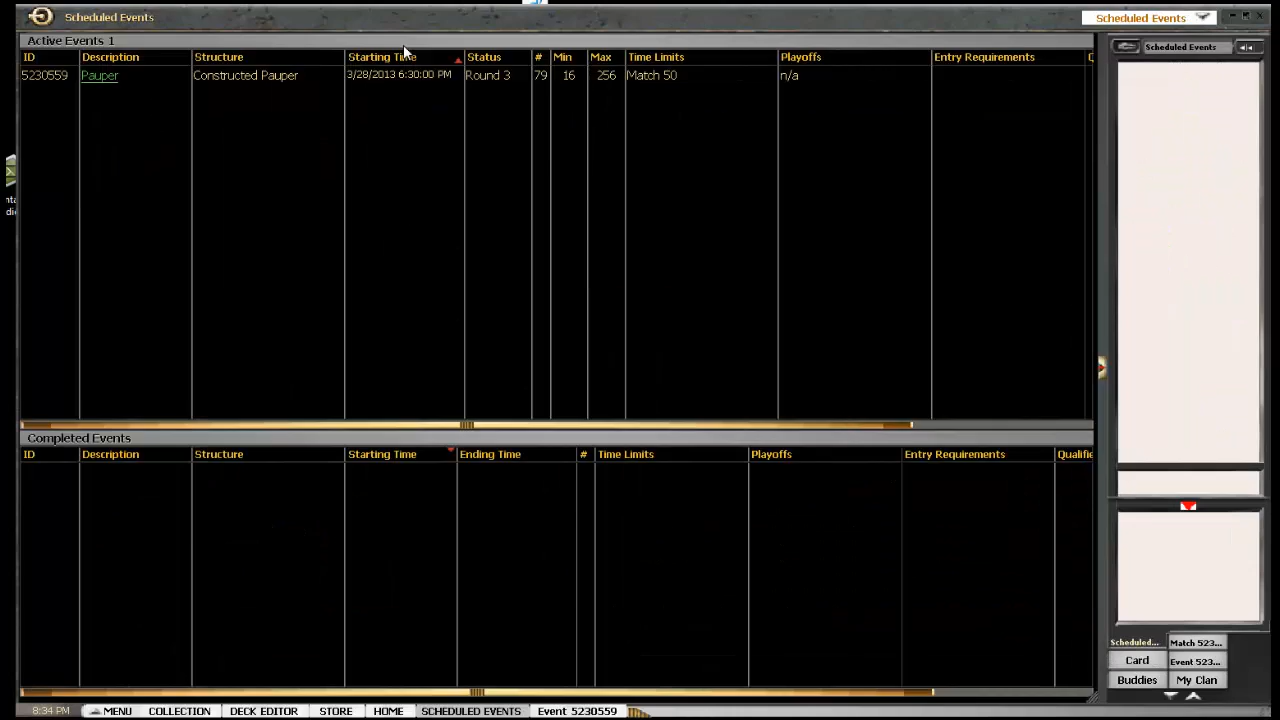 Scheduled Events
Scheduled Events
Active Events 1
Scheduled Events
ID Description Structure Starting Time Status # Min Max Time Limits Playoffs Entry Requirements
5230559 Pauper Constructed Pauper 3/28/2013 6:30:00 PM Round 3 79 16 256 Match 50 n/a
Completed Events
ID Description Structure Starting Time Ending Time # Time Limits Playoffs Entry Requirements Qualifie
Scheduled... Match 523...
Card Event 523...
Buddies My Clan
8:34 PM MENU COLLECTION DECK EDITOR STORE HOME SCHEDULED EVENTS Event 5230559